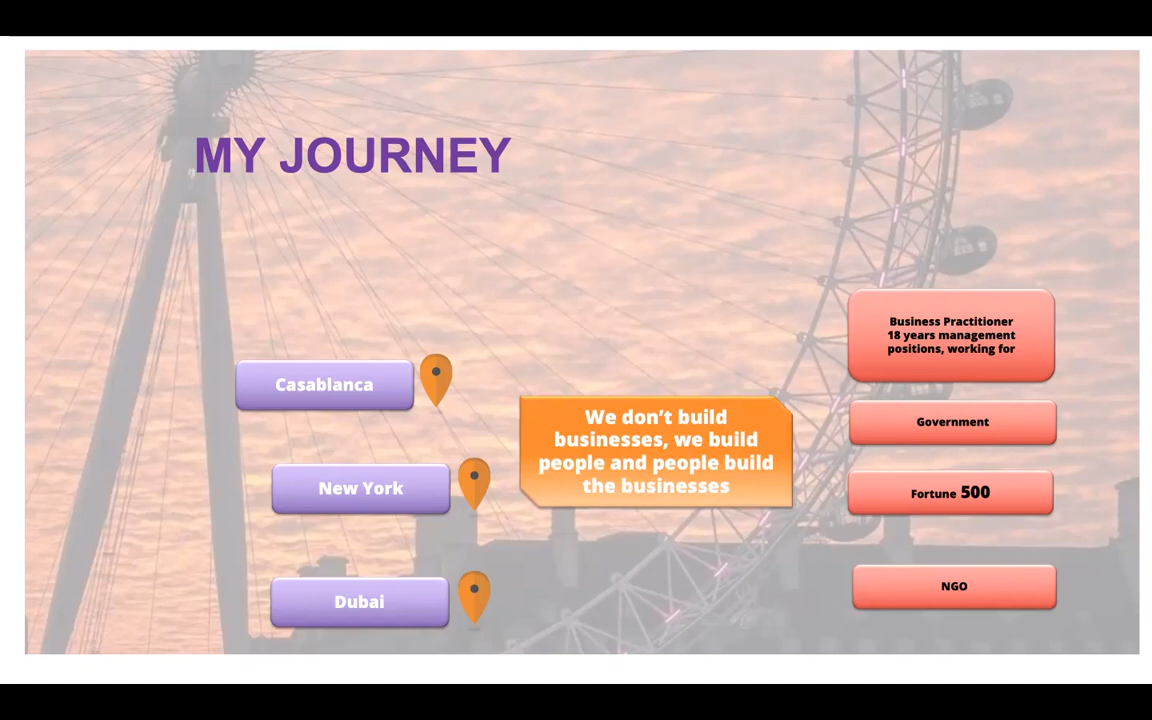 MY JOURNEY
Casablanca
New York
Dubai
We don’t build
businesses, we build
people and people build
the businesses
Business Practitioner
18 years management
positions, working for
Government
Fortune 500
NGO